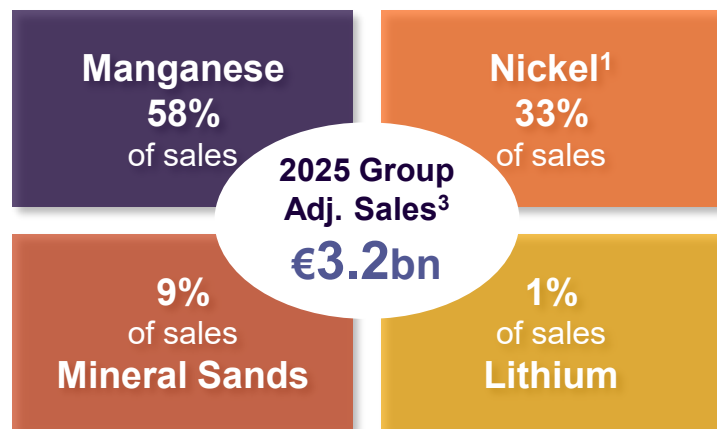 Manganese
58%
of sales
Nickel¹
33%
of sales
2025 Group
Adj. Sales³
€3.2bn
9%
of sales
Mineral Sands
1%
of sales
Lithium